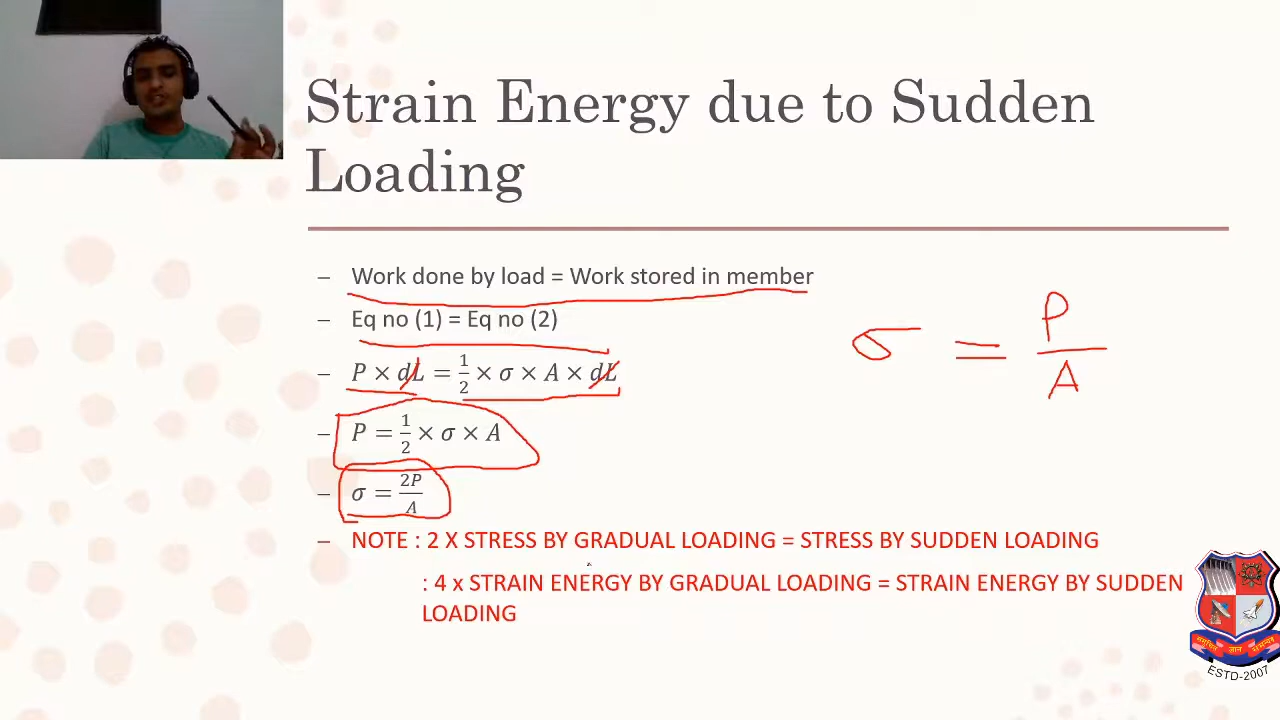 Strain Energy due to Sudden
Loading
– Work done by load = Work stored in member
– Eq no (1) = Eq no (2)
– P × dL = 1/2 × σ × A × dL
– P = 1/2 × σ × A
– σ = 2P/A
σ = P/A
– NOTE : 2 X STRESS BY GRADUAL LOADING = STRESS BY SUDDEN LOADING
: 4 x STRAIN ENERGY BY GRADUAL LOADING = STRAIN ENERGY BY SUDDEN
LOADING
ESTD-2007